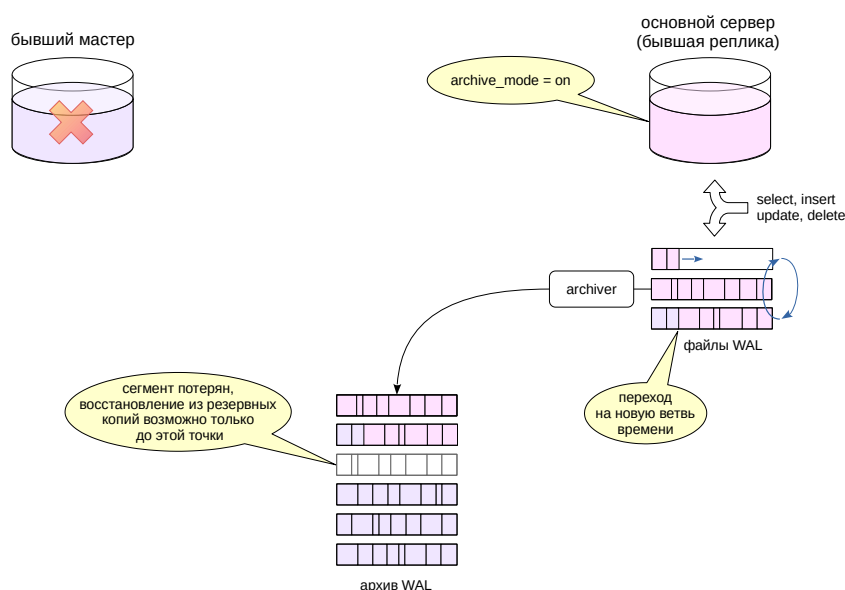 бывший мастер
основной сервер
(бывшая реплика)
archive_mode = on
select, insert
update, delete
archiver
файлы WAL
сегмент потерян,
восстановление из резервных
копий возможно только
до этой точки
переход
на новую ветвь
времени
архив WAL